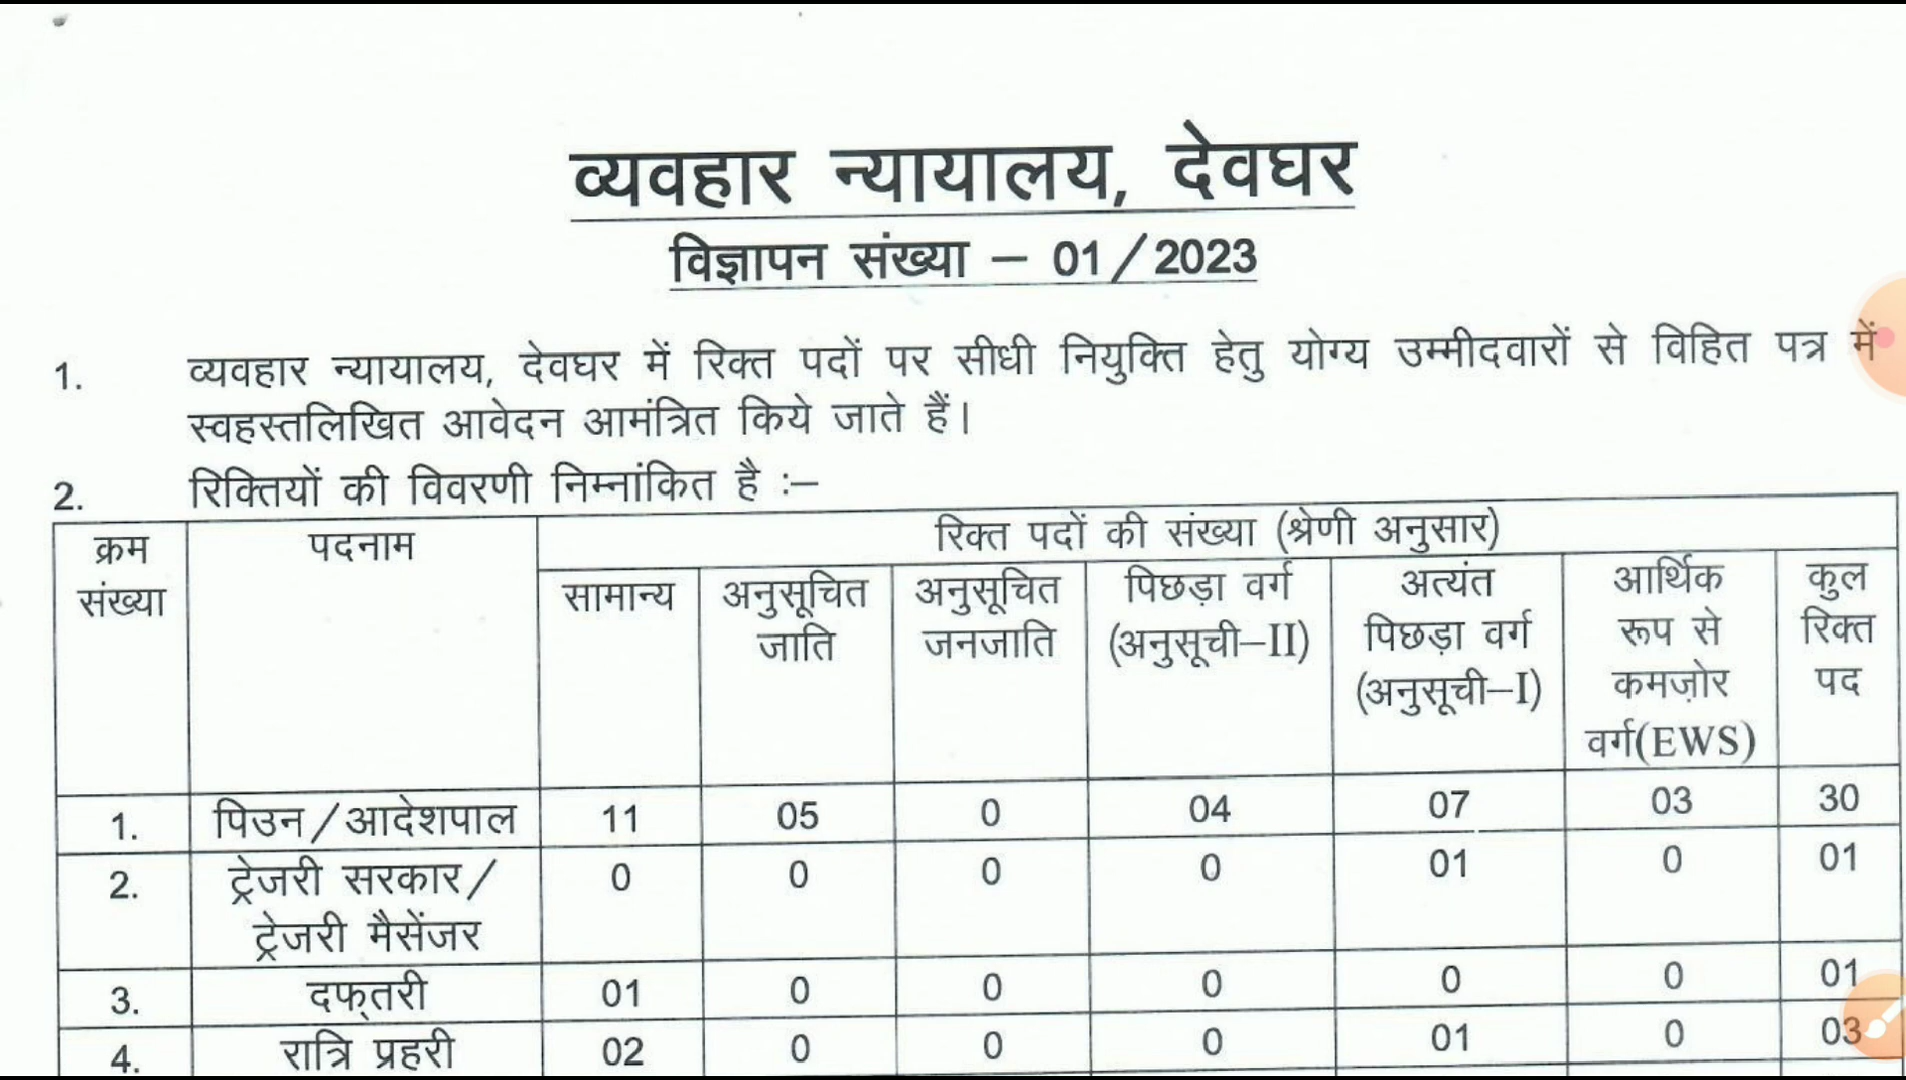 व्यवहार न्यायालय, देवघर
विज्ञापन संख्या – 01/2023
1. व्यवहार न्यायालय, देवघर में रिक्त पदों पर सीधी नियुक्ति हेतु योग्य उम्मीदवारों से विहित पत्र में
स्वहस्तलिखित आवेदन आमंत्रित किये जाते हैं।
2. रिक्तियों की विवरणी निम्नांकित है :–
क्रम संख्या पदनाम रिक्त पदों की संख्या (श्रेणी अनुसार)
सामान्य अनुसूचित जाति अनुसूचित जनजाति पिछड़ा वर्ग (अनुसूची–II) अत्यंत पिछड़ा वर्ग (अनुसूची–I) आर्थिक रूप से कमज़ोर वर्ग(EWS) कुल रिक्त पद
1. पिउन/आदेशपाल 11 05 0 04 07 03 30
2. ट्रेजरी सरकार/ 0 0 0 0 01 0 01
ट्रेजरी मैसेंजर
3. दफ्तरी 01 0 0 0 0 0 01
4. रात्रि प्रहरी 02 0 0 0 01 0 03